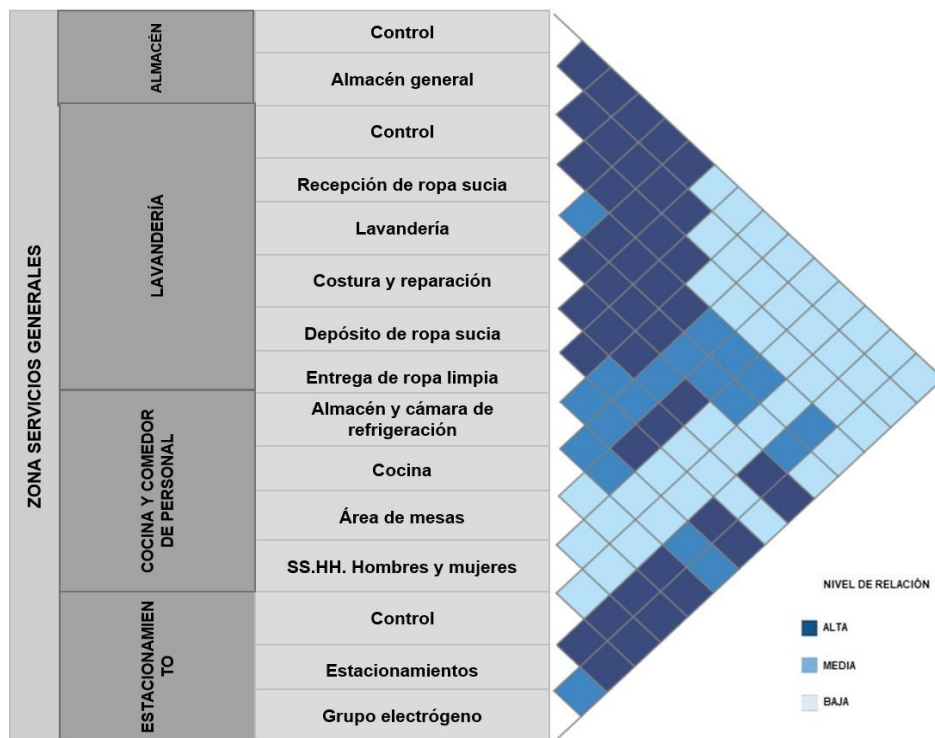 ZONA SERVICIOS GENERALES
ALMACÉN
Control
Almacén general
LAVANDERÍA
Control
Recepción de ropa sucia
Lavandería
Costura y reparación
Depósito de ropa sucia
Entrega de ropa limpia
COCINA Y COMEDOR
DE PERSONAL
Almacén y cámara de
refrigeración
Cocina
Área de mesas
SS.HH. Hombres y mujeres
ESTACIONAMIEN
TO
Control
Estacionamientos
Grupo electrógeno
NIVEL DE RELACIÓN
ALTA
MEDIA
BAJA